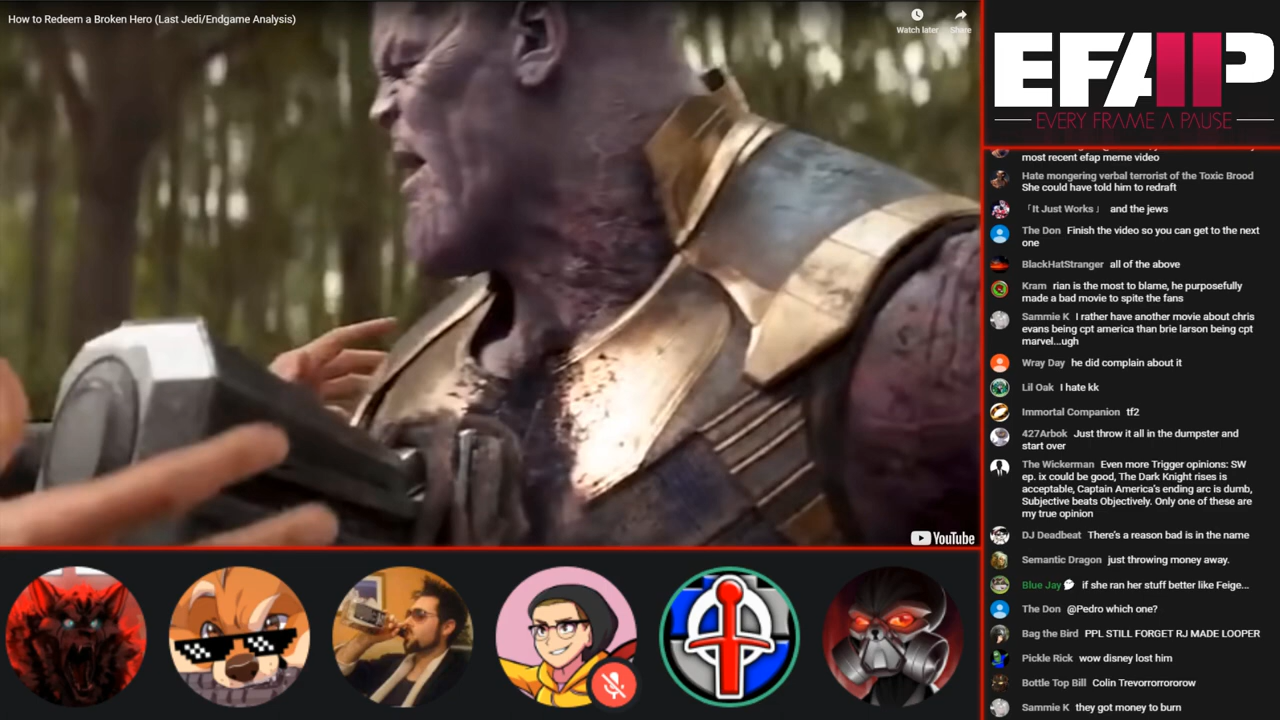 How to Redeem a Broken Hero (Last Jedi/Endgame Analysis)
Watch later
Share
YouTube
EFAP
EVERY FRAME A PAUSE
most recent efap meme video
Hate mongering verbal terrorist of the Toxic Brood
She could have told him to redraft
「It Just Works」 and the jews
The Don Finish the video so you can get to the next
one
BlackHatStranger all of the above
Kram rian is the most to blame, he purposefully
made a bad movie to spite the fans
Sammie K I rather have another movie about chris
evans being cpt america than brie larson being cpt
marvel...ugh
Wray Day he did complain about it
Lil Oak I hate kk
Immortal Companion tf2
427Arbok Just throw it all in the dumpster and
start over
The Wickerman Even more Trigger opinions: SW
ep. ix could be good, The Dark Knight rises is
acceptable, Captain America's ending arc is dumb,
Subjective beats Objectively. Only one of these are
my true opinion
DJ Deadbeat There's a reason bad is in the name
Semantic Dragon just throwing money away.
Blue Jay if she ran her stuff better like Feige...
The Don @Pedro which one?
Bag the Bird PPL STILL FORGET RJ MADE LOOPER
Pickle Rick wow disney lost him
Bottle Top Bill Colin Trevorrorrororow
Sammie K they got money to burn